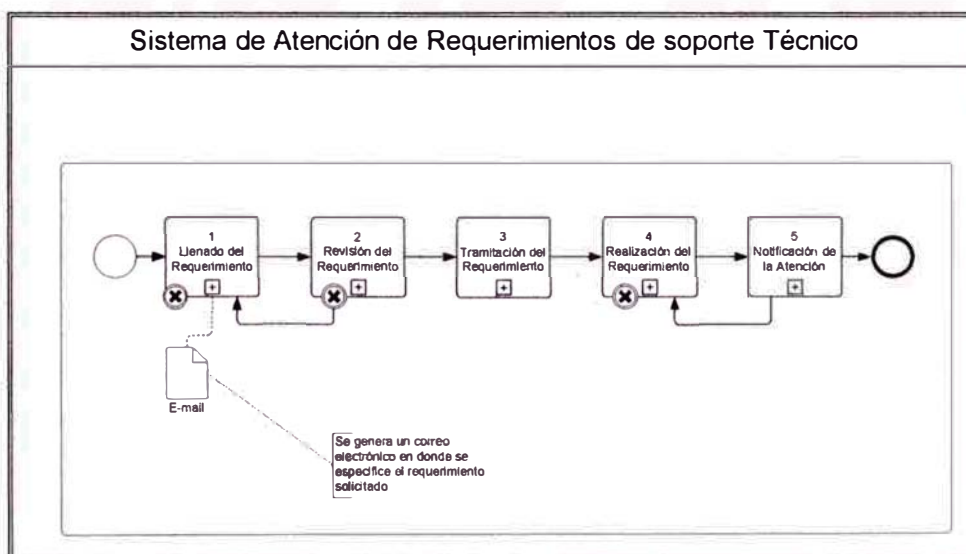 Sistema de Atención de Requerimientos de soporte Técnico
1
Llenado del
Requerimiento
2
Revisión del
Requerimiento
3
Tramitación del
Requerimiento
4
Realización del
Requerimiento
5
Notificación de
la Atención
E-mail
Se genera un correo
electrónico en donde se
especifice el requerimiento
solicitado